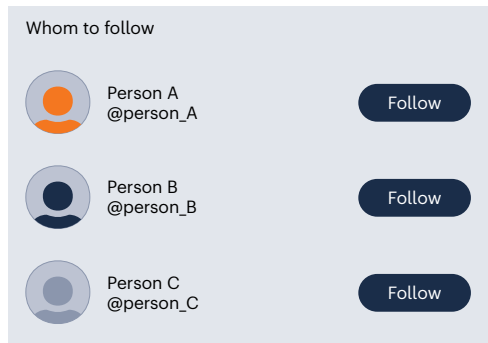 Whom to follow
Person A
@person_A
Follow
Person B
@person_B
Follow
Person C
@person_C
Follow